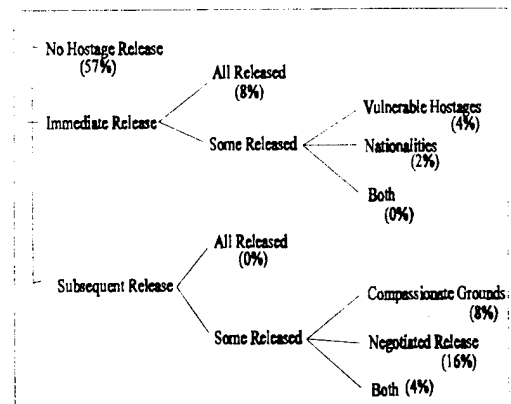 No Hostage Release
(57%)
Immediate Release
All Released
(8%)
Some Released
Vulnerable Hostages
(4%)
Nationalities
(2%)
Both
(0%)
Subsequent Release
All Released
(0%)
Some Released
Compassionate Grounds
(8%)
Negotiated Release
(16%)
Both (4%)